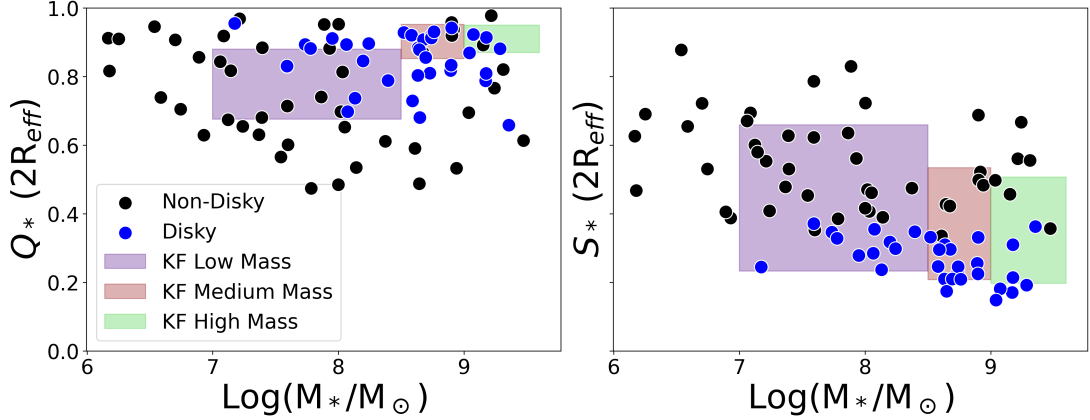 1.0
0.8
0.6
0.4
0.2
0.0
Q* (2R_eff)
Non-Disky
Disky
KF Low Mass
KF Medium Mass
KF High Mass
6 7 8 9
Log(M*/M⊙)
S* (2R_eff)
6 7 8 9
Log(M*/M⊙)